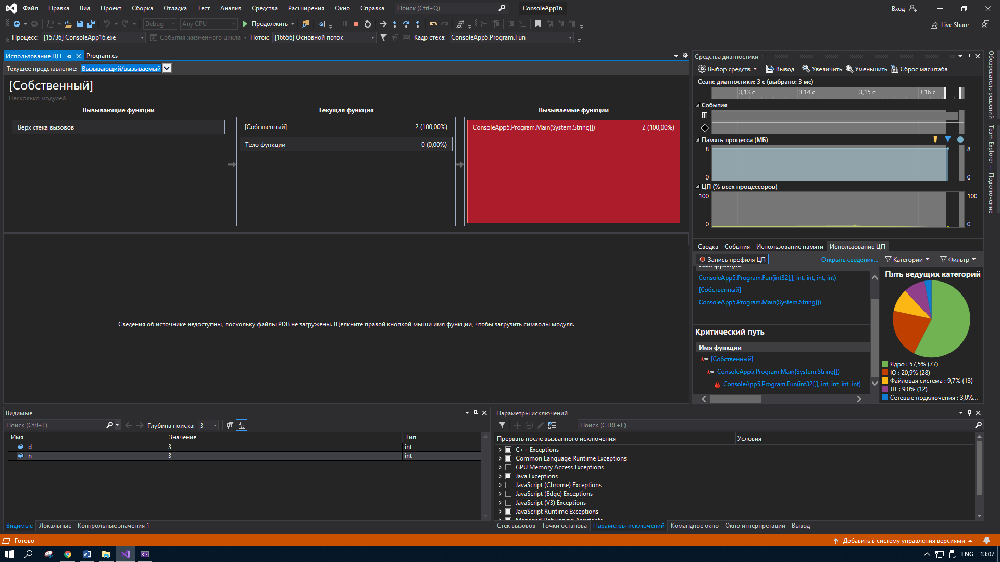 Файл Правка Вид Проект Сборка Отладка Тест Анализ Средства Расширения Окно Справка Поиск (Ctrl+Q) ConsoleApp16 Вход
Debug Any CPU Продолжить Live Share
Процесс: [15736] ConsoleApp16.exe События жизненного цикла Поток: [16656] Основной поток Кадр стека: ConsoleApp5.Program.Fun
Использование ЦП Program.cs
Текущее представление: Вызывающий/вызываемый
[Собственный]
Несколько модулей
Вызывающие функции Текущая функция Вызываемые функции
Верх стека вызовов [Собственный] 2 (100,00%) ConsoleApp5.Program.Main(System.String[]) 2 (100,00%)
Тело функции 0 (0,00%)
Сведения об источнике недоступны, поскольку файлы PDB не загружены. Щелкните правой кнопкой мыши имя функции, чтобы загрузить символы модуля.
Средства диагностики
Выбор средств Вывод Увеличить Уменьшить Сброс масштаба
Сеанс диагностики: 3 с (выбрано: 3 мс)
3,13 с 3,14 с 3,15 с 3,16 с
События
Память процесса (МБ)
8 8
0 0
ЦП (% всех процессоров)
100 100
0 0
Сводка События Использование памяти Использование ЦП
Запись профиля ЦП Открыть сведения... Категории Фильтр
Имя функции
ConsoleApp5.Program.Fun(int32[,], int, int, int, int)
[Собственный]
ConsoleApp5.Program.Main(System.String[])
Критический путь
Имя функции
[Собственный]
ConsoleApp5.Program.Main(System.String[])
ConsoleApp5.Program.Fun(int32[,], int, int, int, int)
Пять ведущих категорий
Ядро : 57,5% (77)
IO : 20,9% (28)
Файловая система : 9,7% (13)
JIT : 9,0% (12)
Сетевые подключения : 3,0%...
Обозреватель решений
Team Explorer — Подключение
Видимые
Поиск (Ctrl+E) Глубина поиска: 3
Имя Значение Тип
d 3 int
n 3 int
Видимые Локальные Контрольные значения 1
Параметры исключений
Поиск (CTRL+E)
Прервать после вызванного исключения Условия
C++ Exceptions
Common Language Runtime Exceptions
GPU Memory Access Exceptions
Java Exceptions
JavaScript (Chrome) Exceptions
JavaScript (Edge) Exceptions
JavaScript (V3) Exceptions
JavaScript Runtime Exceptions
Managed Debugging Assistants
Стек вызовов Точки останова Параметры исключений Командное окно Окно интерпретации Вывод
Готово Добавить в систему управления версиями
ENG 13:07